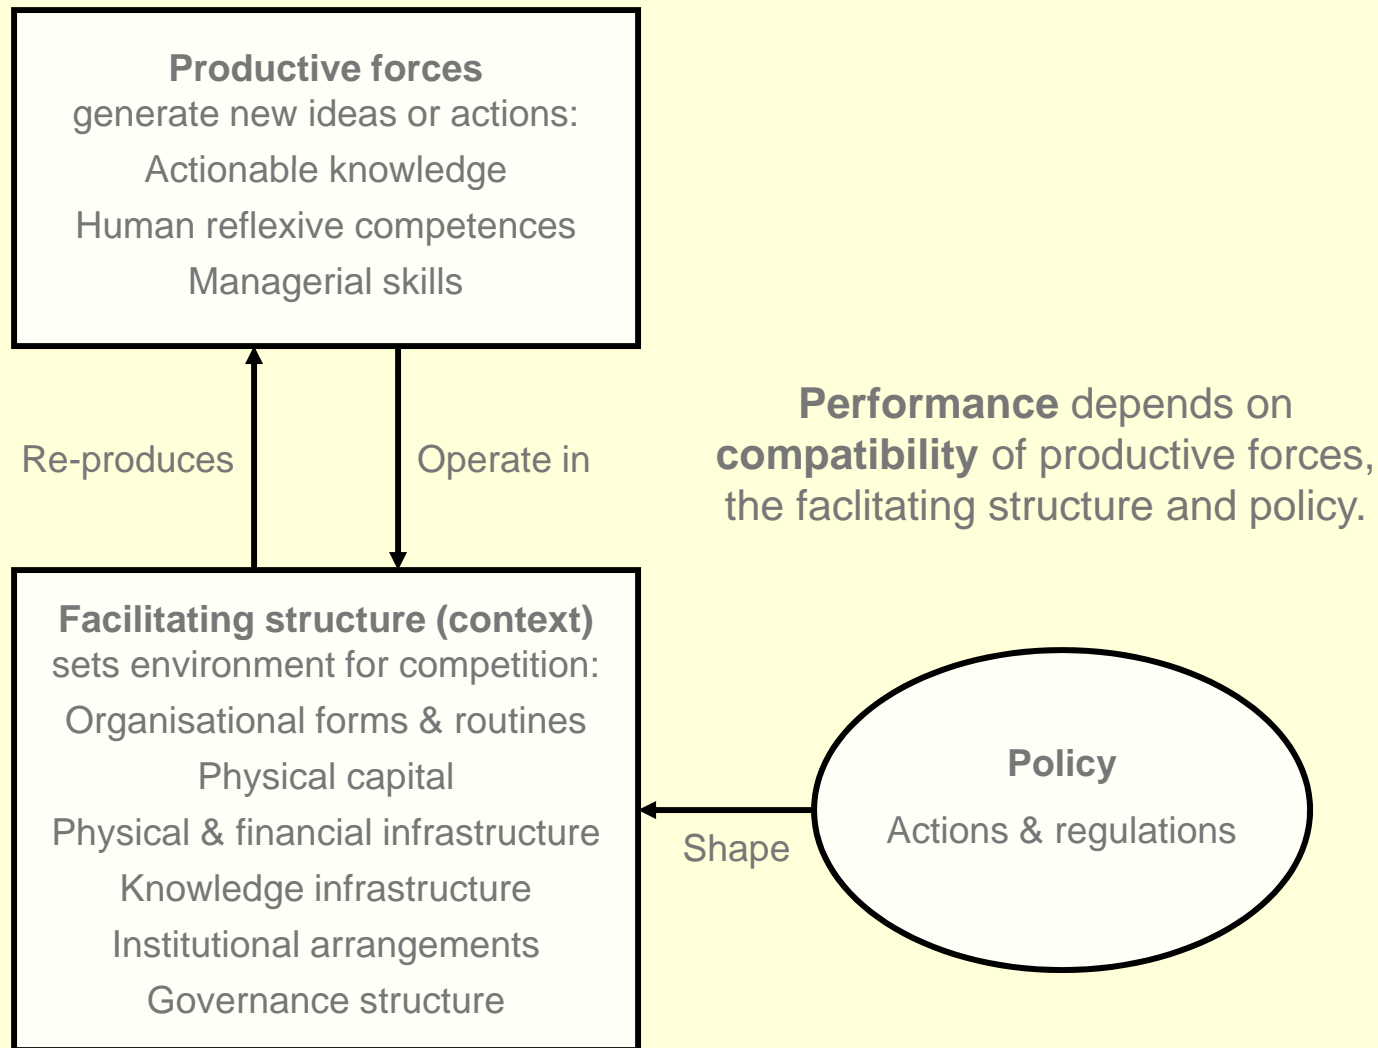 Productive forces
generate new ideas or actions:
Actionable knowledge
Human reflexive competences
Managerial skills
Re-produces
Operate in
Performance depends on
compatibility of productive forces,
the faclitating structure and policy.
Facilitating structure (context)
sets environment for competition:
Organisational forms & routines
Physical capital
Physical & financial infrastructure
Knowledge infrastructure
Institutional arrangements
Governance structure
Shape
Policy
Actions & regulations